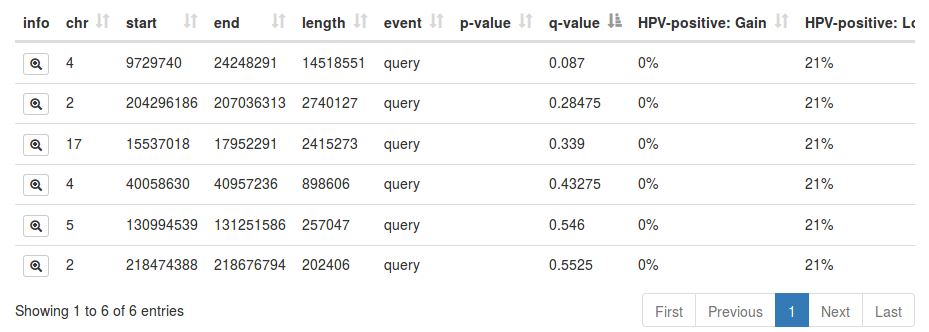 info chr start end length event p-value q-value HPV-positive: Gain HPV-positive: Lo
4 9729740 24248291 14518551 query 0.087 0% 21%
2 204296186 207036313 2740127 query 0.28475 0% 21%
17 15537018 17952291 2415273 query 0.339 0% 21%
4 40058630 40957236 898606 query 0.43275 0% 21%
5 130994539 131251586 257047 query 0.546 0% 21%
2 218474388 218676794 202406 query 0.5525 0% 21%
Showing 1 to 6 of 6 entries First Previous 1 Next Last